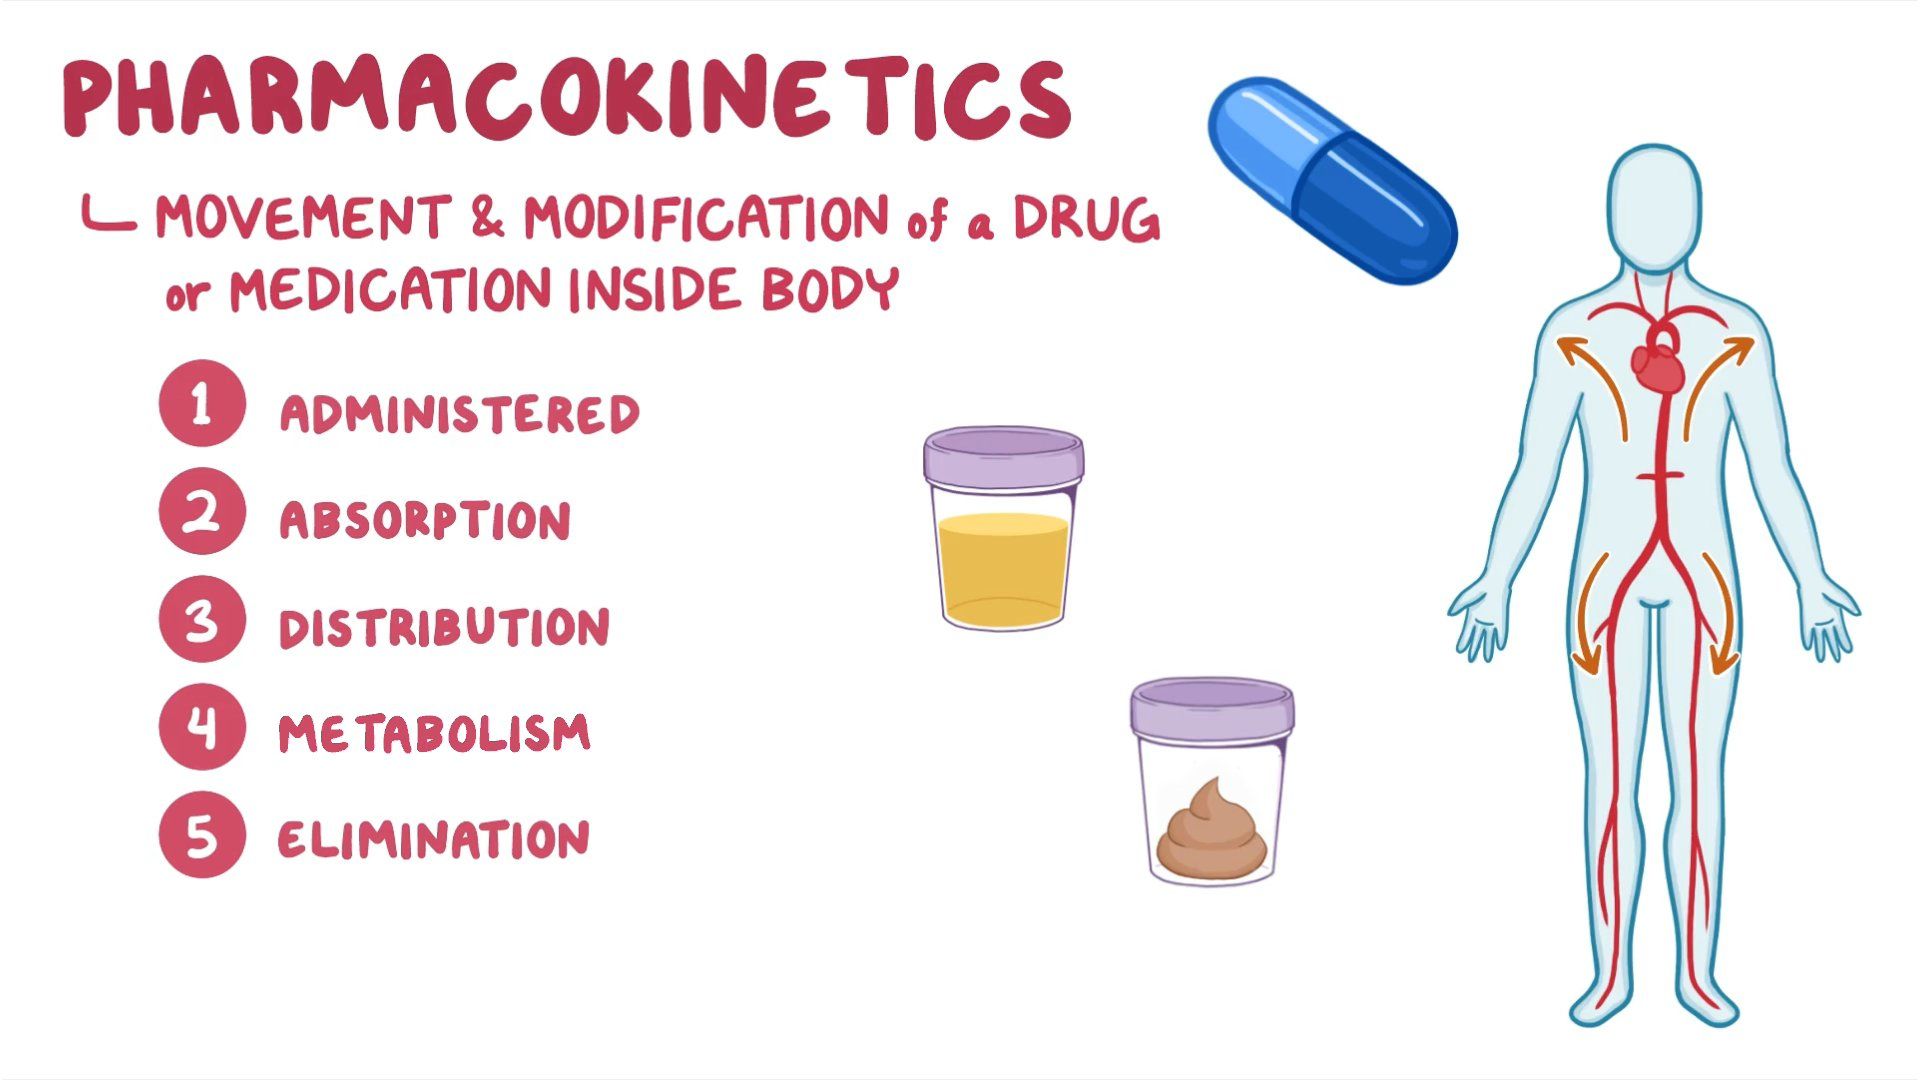 PHARMACOKINETICS
MOVEMENT & MODIFICATION of a DRUG
or MEDICATION INSIDE BODY
1 ADMINISTERED
2 ABSORPTION
3 DISTRIBUTION
4 METABOLISM
5 ELIMINATION